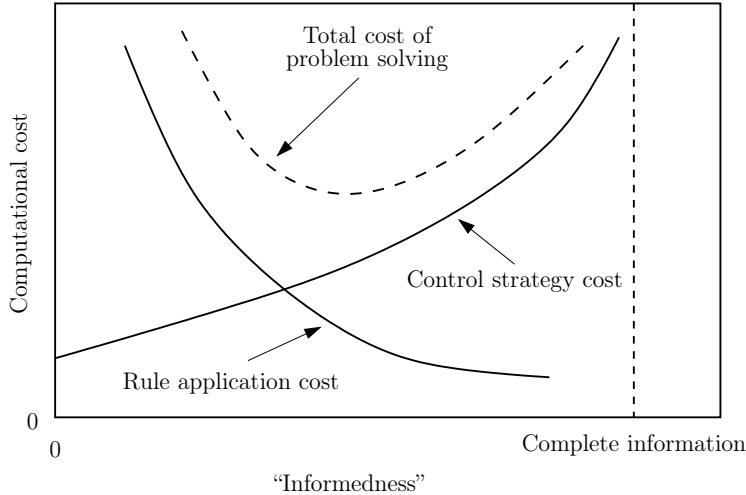 Total cost of
problem solving
Computational cost
Control strategy cost
Rule application cost
0
0
Complete information
“Informedness”